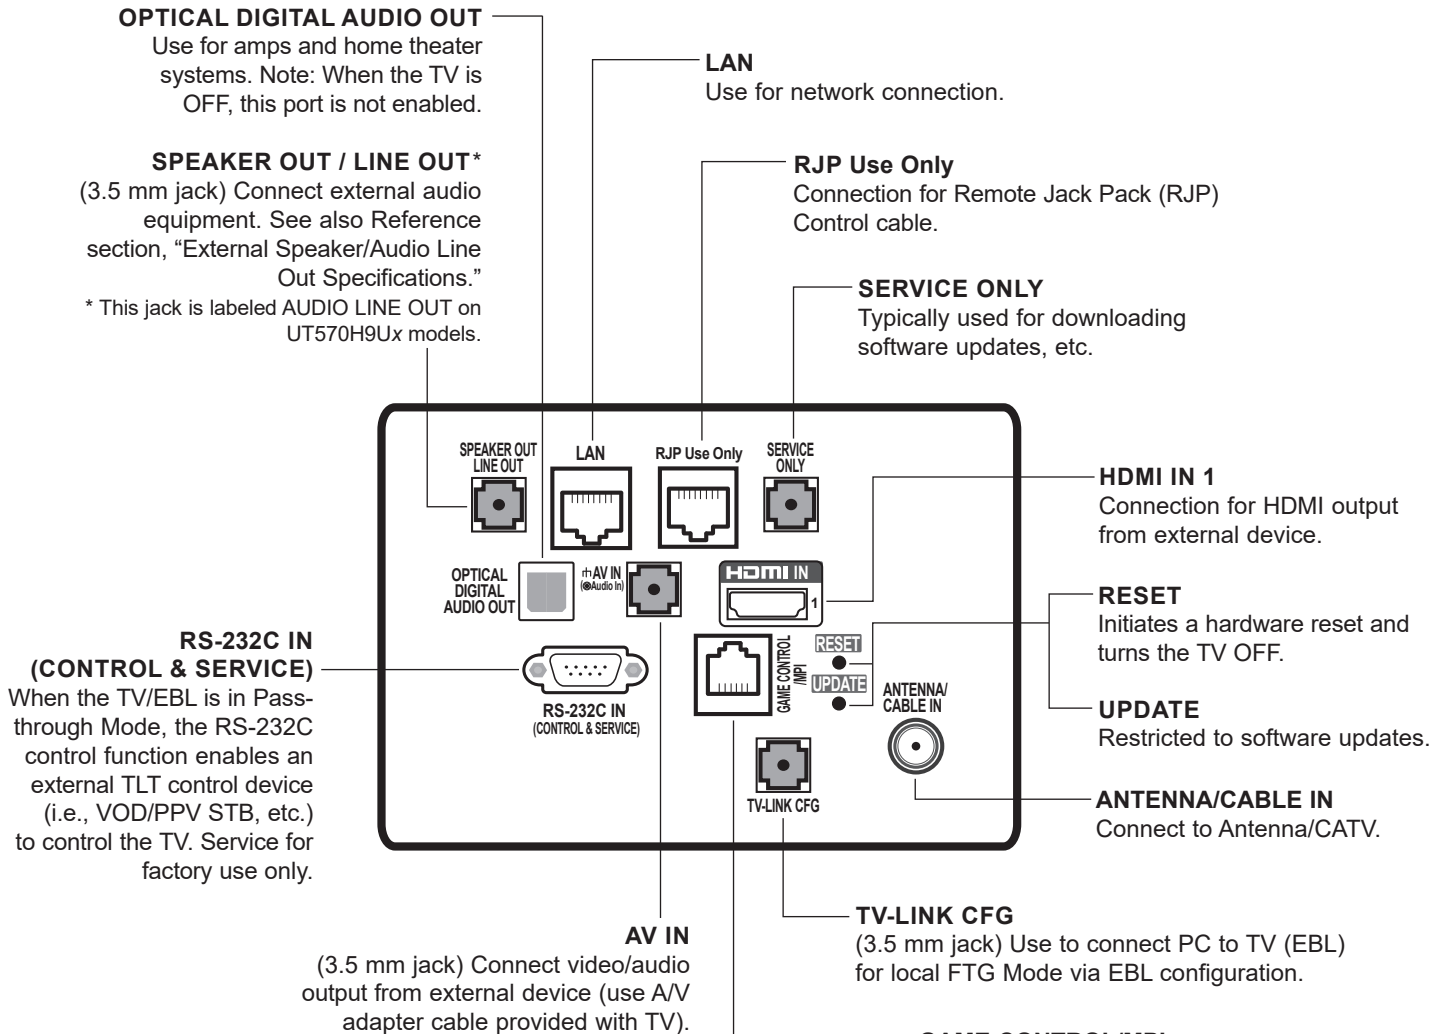 OPTICAL DIGITAL AUDIO OUT
Use for amps and home theater
systems. Note: When the TV is
OFF, this port is not enabled.
LAN
Use for network connection.
SPEAKER OUT / LINE OUT*
(3.5 mm jack) Connect external audio
equipment. See also Reference
section, “External Speaker/Audio Line
Out Specifications.”
* This jack is labeled AUDIO LINE OUT on
UT570H9Ux models.
RJP Use Only
Connection for Remote Jack Pack (RJP)
Control cable.
SERVICE ONLY
Typically used for downloading
software updates, etc.
SPEAKER OUT
LINE OUT
LAN
RJP Use Only
SERVICE
ONLY
OPTICAL
DIGITAL
AUDIO OUT
AV IN
(Audio In)
HDMI IN
1
RS-232C IN
(CONTROL & SERVICE)
GAME CONTROL
/MPI
RESET
UPDATE
ANTENNA/
CABLE IN
TV-LINK CFG
HDMI IN 1
Connection for HDMI output
from external device.
RESET
Initiates a hardware reset and
turns the TV OFF.
UPDATE
Restricted to software updates.
ANTENNA/CABLE IN
Connect to Antenna/CATV.
RS-232C IN
(CONTROL & SERVICE)
When the TV/EBL is in Pass-
through Mode, the RS-232C
control function enables an
external TLT control device
(i.e., VOD/PPV STB, etc.)
to control the TV. Service for
factory use only.
AV IN
(3.5 mm jack) Connect video/audio
output from external device (use A/V
adapter cable provided with TV).
TV-LINK CFG
(3.5 mm jack) Use to connect PC to TV (EBL)
for local FTG Mode via EBL configuration.
GAME CONTROL/MPI